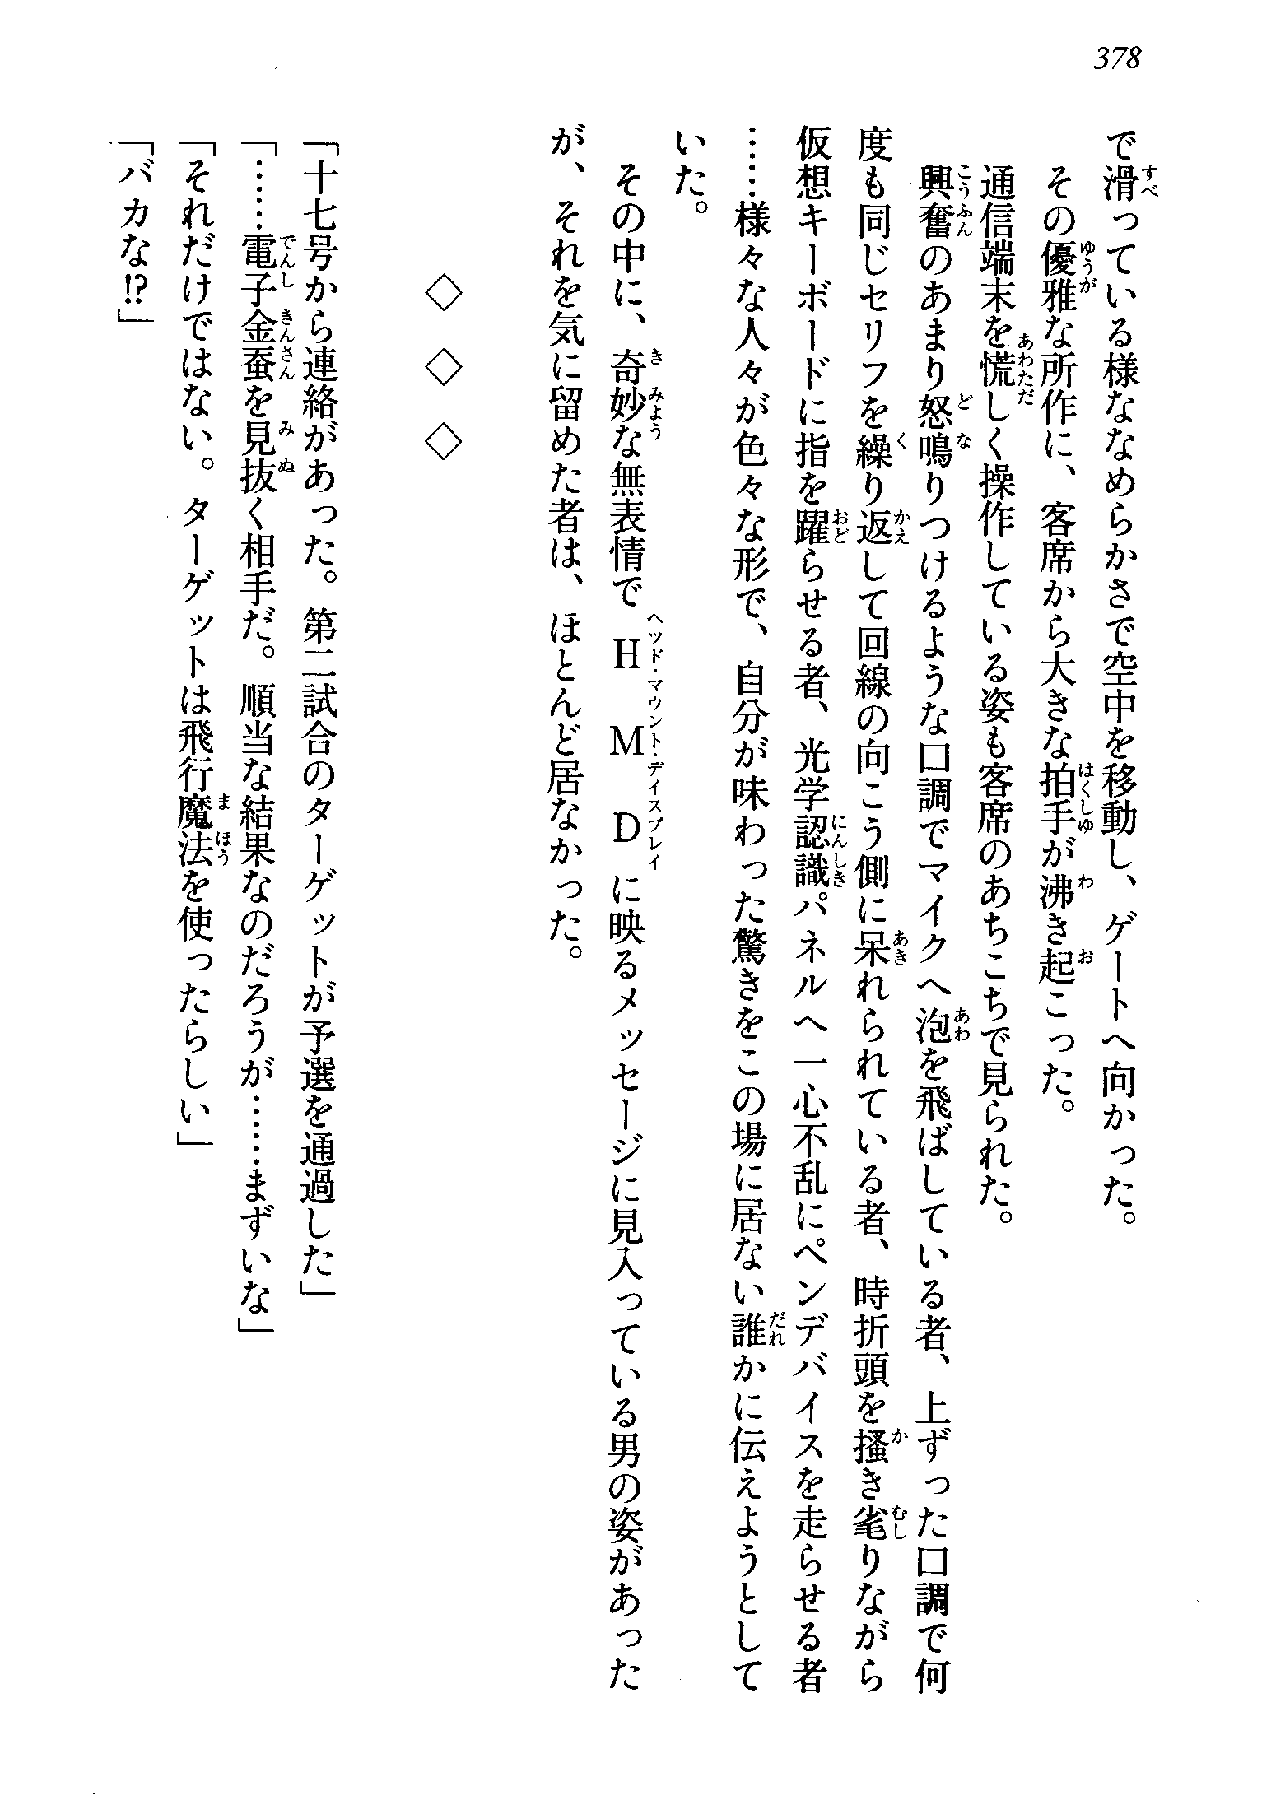 378
で滑っている様ななめらかさで空中を移動し、ゲートへ向かった。
その優雅な所作に、客席から大きな拍手が沸き起こった。
通信端末を慌しく操作している姿も客席のあちこちで見られた。
興奮のあまり怒鳴りつけるような口調でマイクへ泡を飛ばしている者、上ずった口調で何
度も同じセリフを繰り返して回線の向こう側に呆れられている者、時折頭を掻き毟りながら
仮想キーボードに指を躍らせる者、光学認識パネルへ一心不乱にペンデバイスを走らせる者
……様々な人々が色々な形で、自分が味わった驚きをこの場に居ない誰かに伝えようとして
いた。
その中に、奇妙な無表情でHMDに映るメッセージに見入っている男の姿があった
が、それを気に留めた者は、ほとんど居なかった。
◇ ◇ ◇
「十七号から連絡があった。第二試合のターゲットが予選を通過した」
「……電子金蚕を見抜く相手だ。順当な結果なのだろうが……まずいな」
「それだけではない。ターゲットは飛行魔法を使ったらしい」
「バカな!?」